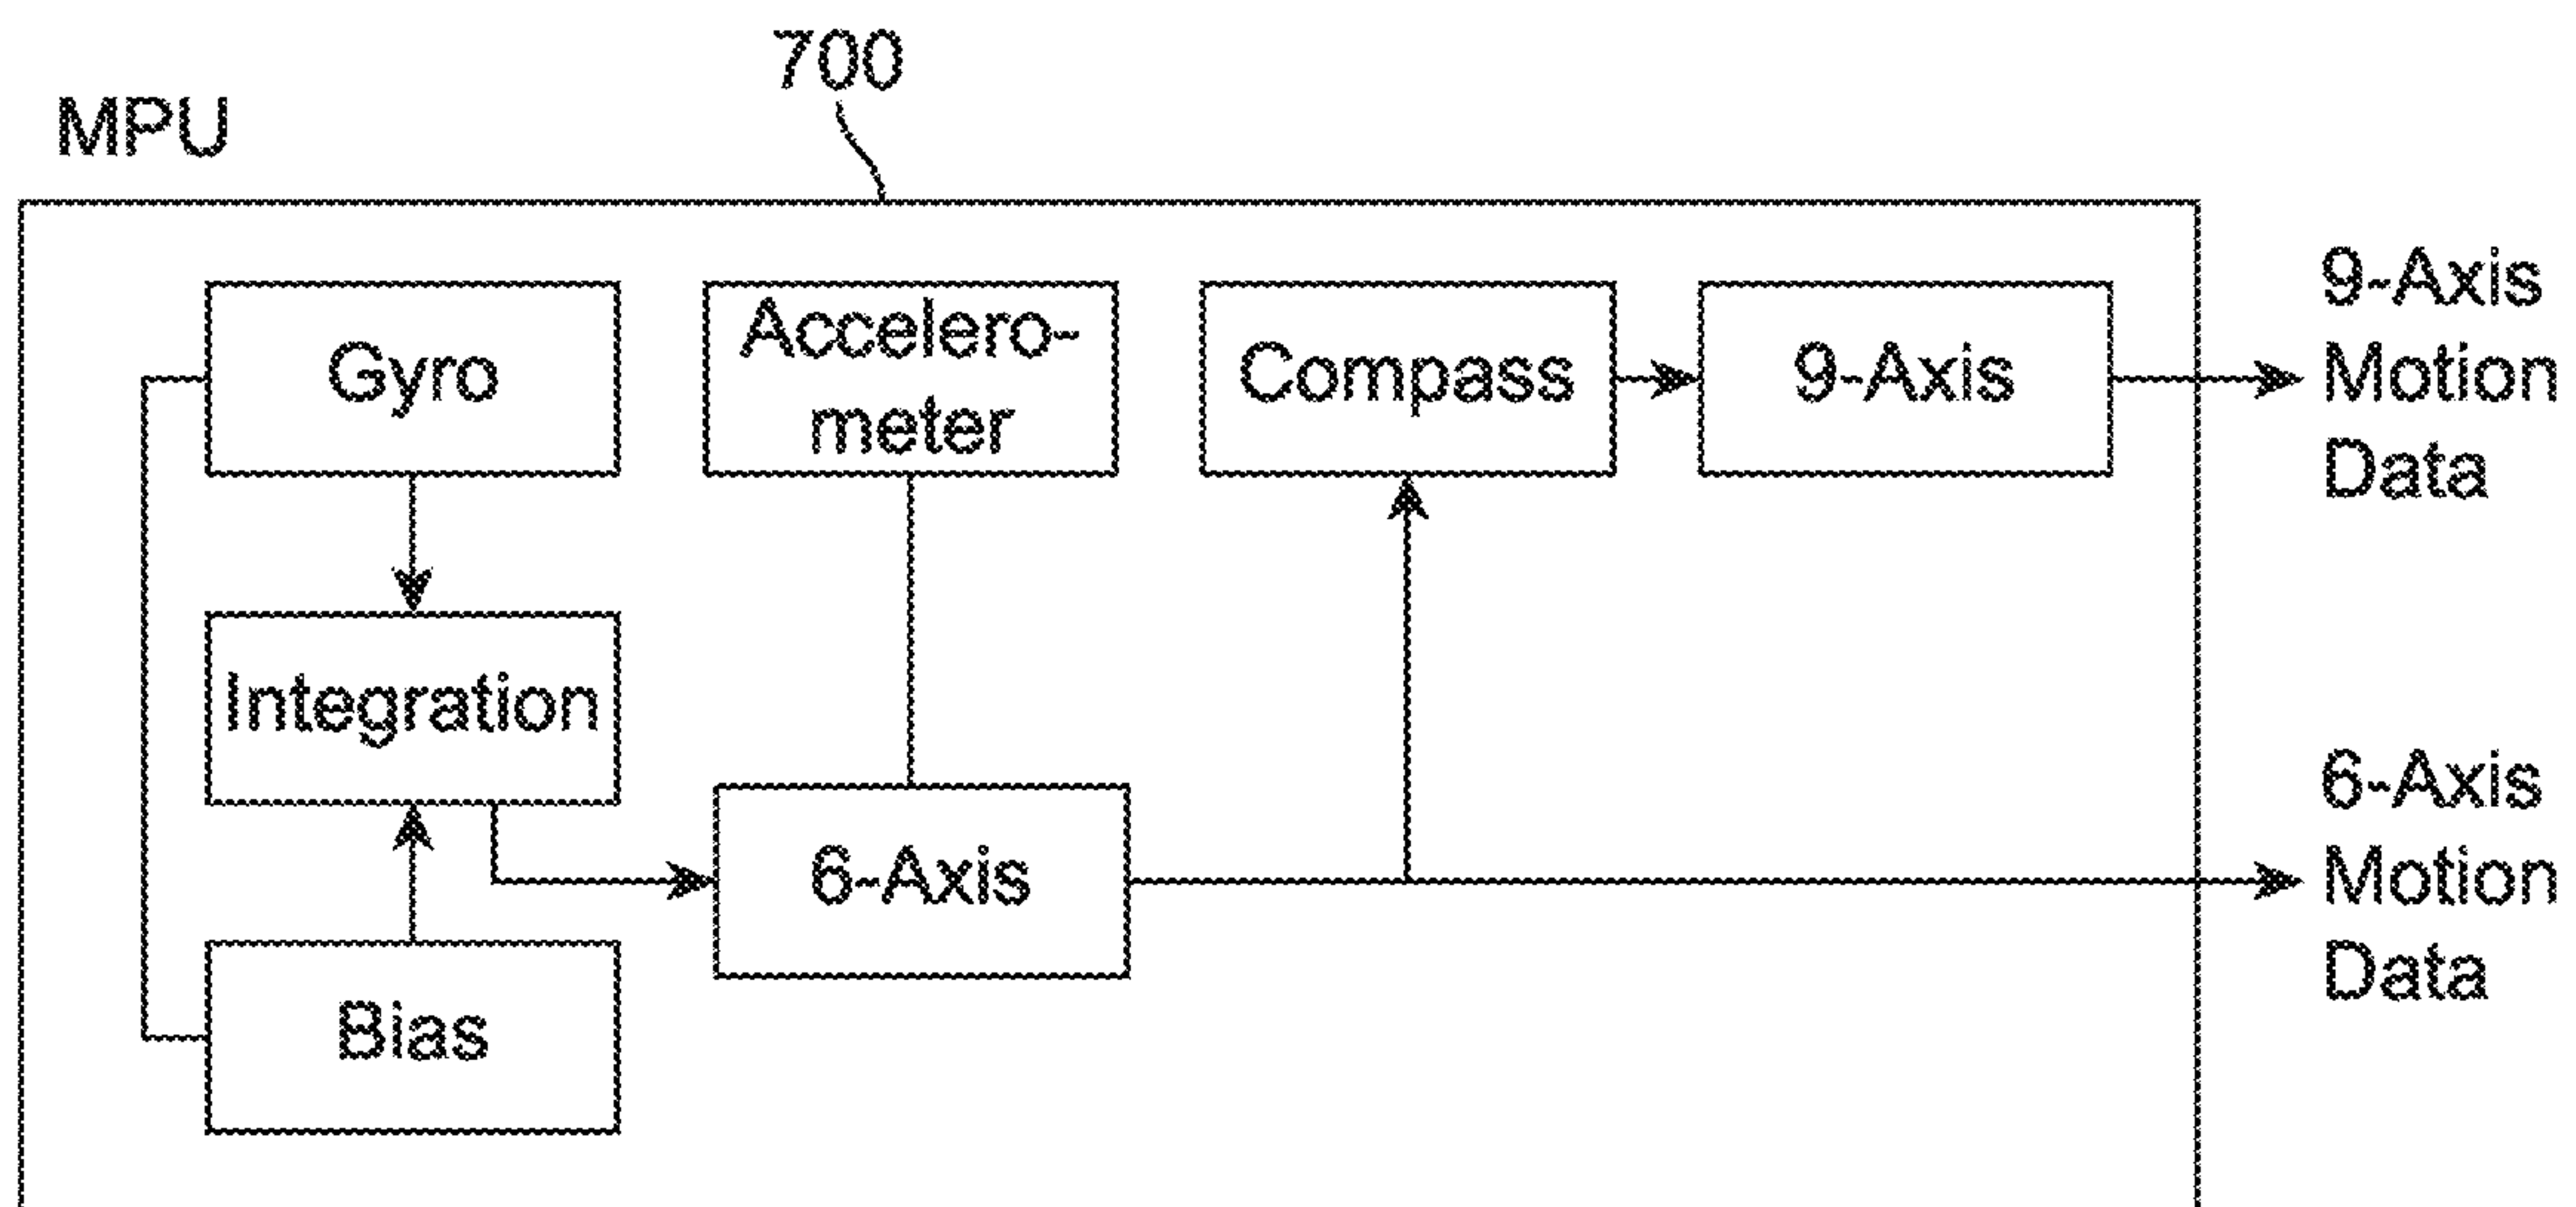 700
MPU
Gyro
Accelero-
meter
Compass
9-Axis
9-Axis
Motion
Data
Integration
6-Axis
Bias
6-Axis
Motion
Data